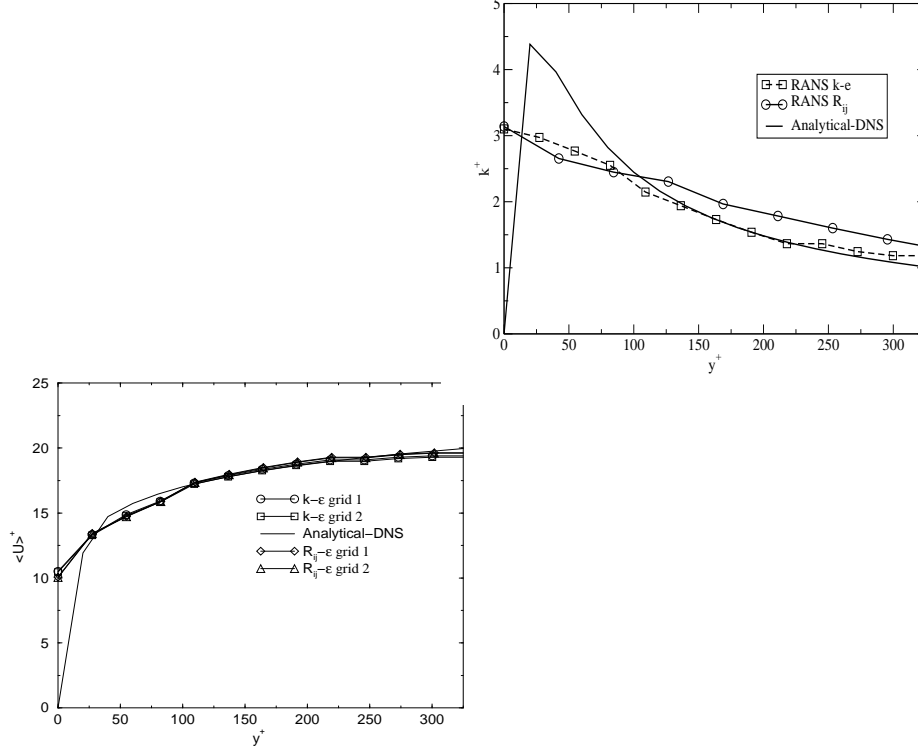 5
4
3
2
1
0
k+
0
50
100
150
200
250
300
y+
RANS k-e
RANS Rij
Analytical-DNS
25
20
15
10
5
0
<U>+
0
50
100
150
200
250
300
y+
k−ε grid 1
k−ε grid 2
Analytical−DNS
Rij−ε grid 1
Rij−ε grid 2